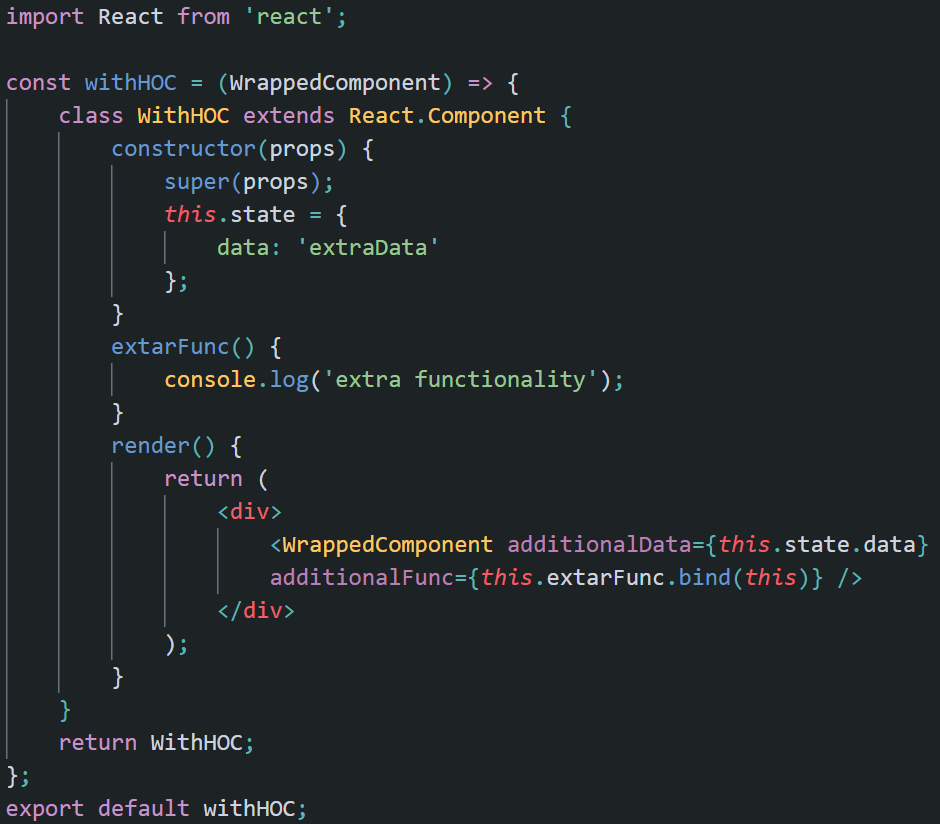 import React from 'react';
const withHOC = (WrappedComponent) => {
class WithHOC extends React.Component {
constructor(props) {
super(props);
this.state = {
data: 'extraData'
};
}
extarFunc() {
console.log('extra functionality');
}
render() {
return (
<div>
<WrappedComponent additionalData={this.state.data}
additionalFunc={this.extarFunc.bind(this)} />
</div>
);
}
}
return WithHOC;
};
export default withHOC;